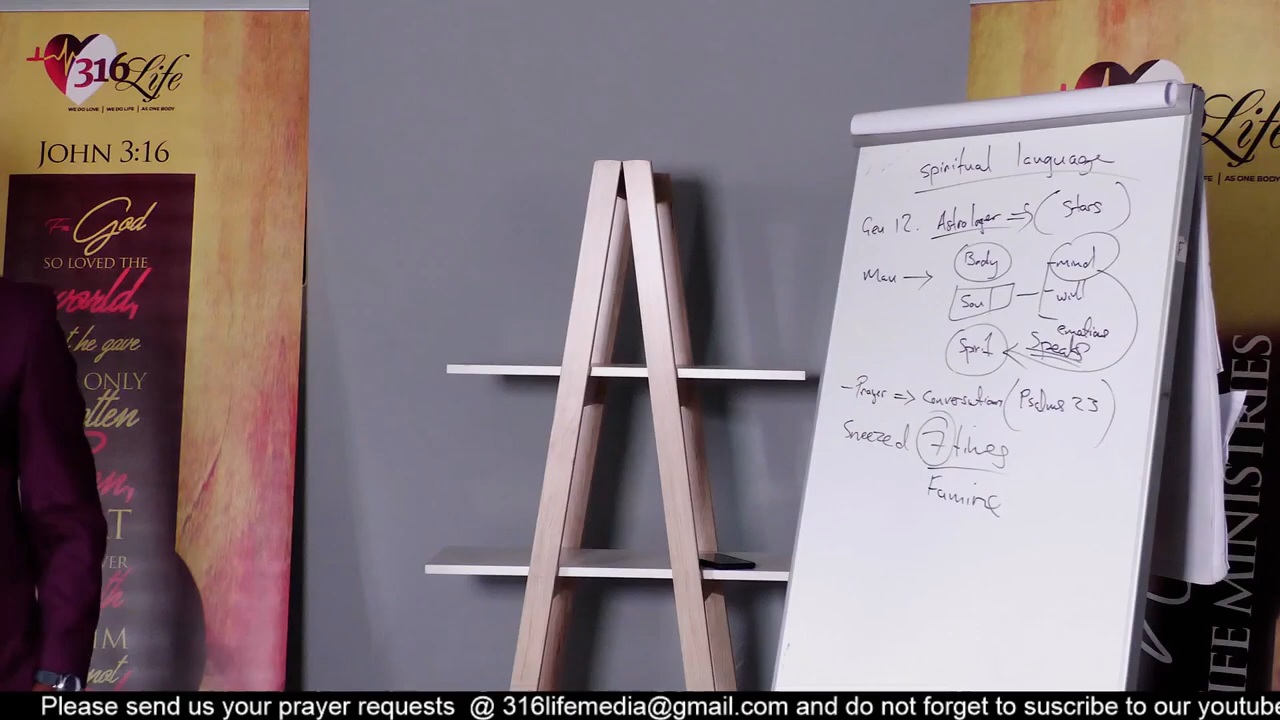 316 Life
WE DO LOVE | WE DO LIFE | AS ONE BODY
JOHN 3:16
For God
SO LOVED THE
world,
he gave
ONLY
not
spiritual language
Gen 12. Astrologer => (stars)
Man -> Body
Soul
Spirit
mind
will
emotions
Speaks
- Prayer => Conversation (Psalms 23)
Sneezed 7 times
Famine
Life
AS ONE BODY
LIFE MINISTRIES
Please send us your prayer requests @ 316lifemedia@gmail.com and do not forget to suscribe to our youtube